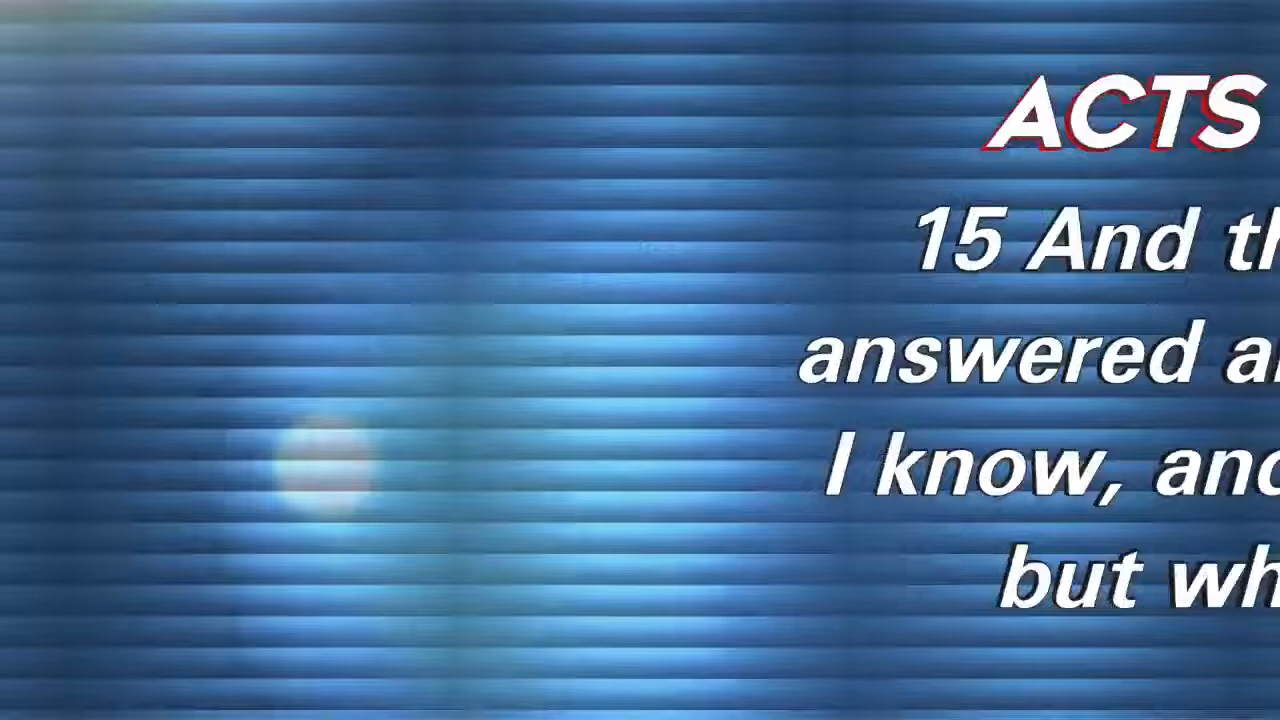 ACTS
15 And th
answered a
I know, and
but wh